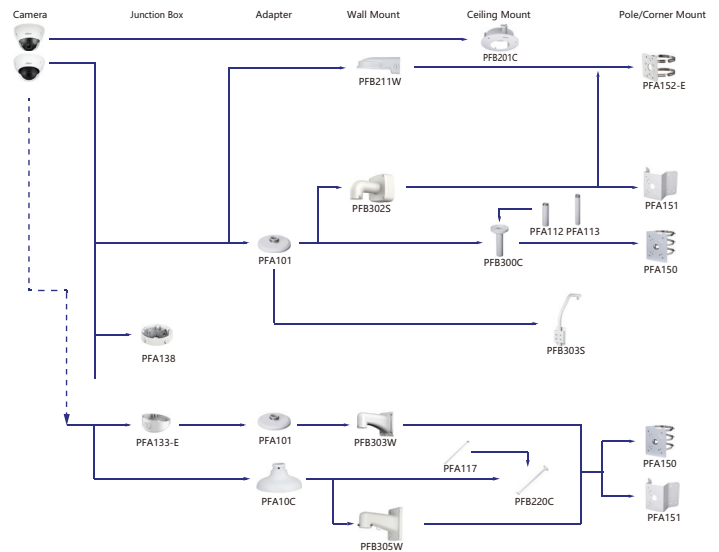 Camera Junction Box Adapter Wall Mount Ceiling Mount Pole/Corner Mount
PFB201C
PFB211W PFA152-E
PFB302S PFA151
PFA112 PFA113
PFA101 PFB300C PFA150
PFA138 PFB303S
PFA133-E PFA101 PFB303W
PFA117 PFA150
PFA10C PFB220C
PFA151
PFB305W